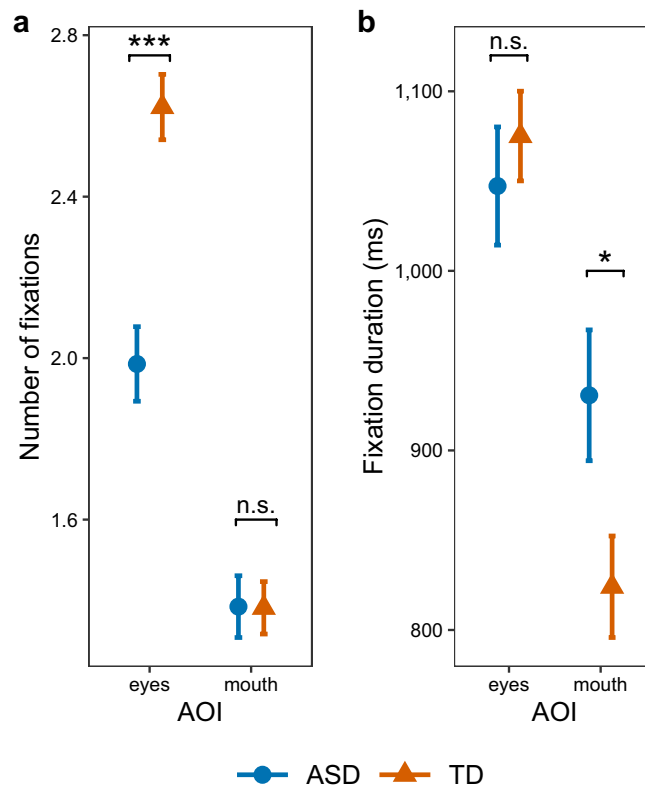 a
Number of fixations
2.8
2.4
2.0
1.6
***
n.s.
eyes
mouth
AOI
b
Fixation duration (ms)
1,100
1,000
900
800
n.s.
*
eyes
mouth
AOI
ASD
TD